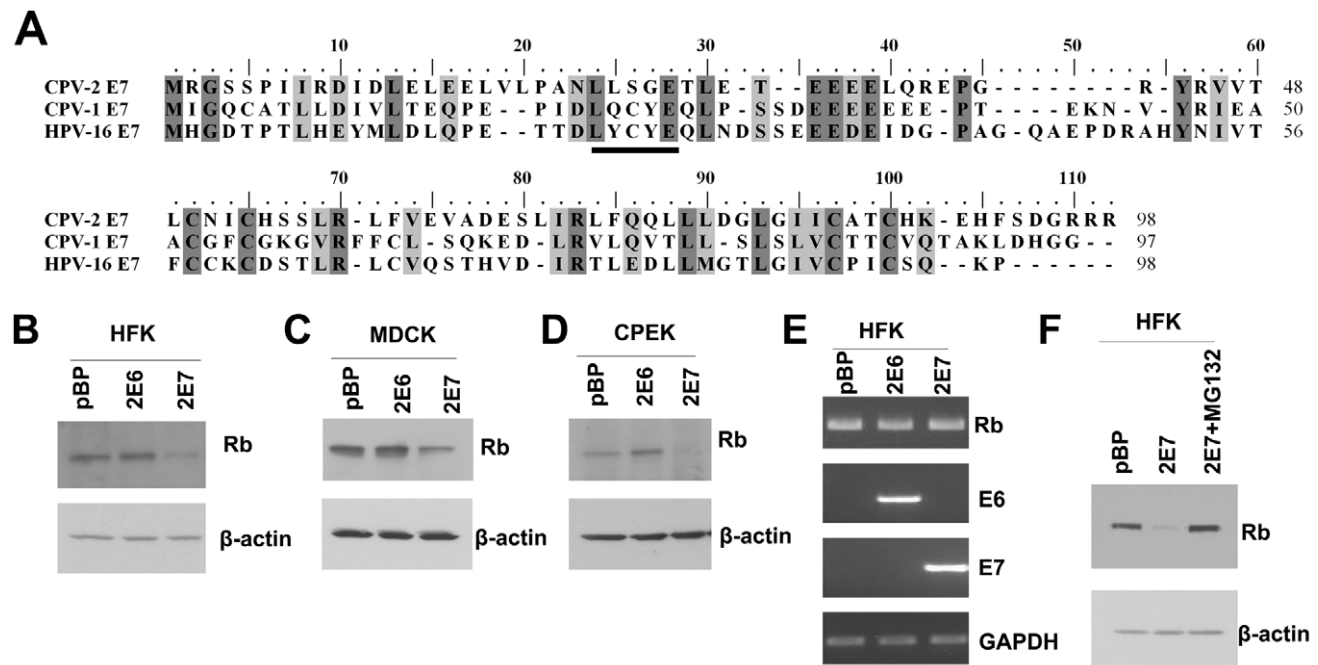 A
10 20 30 40 50 60
CPV-2 E7 MRGSSPIIRDIDLELEELVLPANLLSGETLE-T--EEEELQREPG--------R-YRVVT 48
CPV-1 E7 MIGQCATLLDIVLTEQPE--PIDLQCYEQLP-SSDEEEEEEE-PT----EKN-V-YRIEA 50
HPV-16 E7 MHGDTPTLHEYMLDLQPE--TTDLYCYEQLNDSSEEEDEIDG-PAG-QAEPDRAHYNIVT 56
70 80 90 100 110
CPV-2 E7 LCNICHSSLR-LFVEVADESLIRLFQQLLLDGLGIICATCHK-EHFSDGRRR 98
CPV-1 E7 ACGFCGKGVRFFCL-SQKED-LRVLQVTLL-SLSLVCTTCVQTAKLDHGG-- 97
HPV-16 E7 FCCKCDSTLR-LCVQSTHVD-IRTLEDLLMGTLGIVCPICSQ--KP------ 98
B
HFK
pBP 2E6 2E7
Rb
β-actin
C
MDCK
pBP 2E6 2E7
Rb
β-actin
D
CPEK
pBP 2E6 2E7
Rb
β-actin
E
HFK
pBP 2E6 2E7
Rb
E6
E7
GAPDH
F
HFK
pBP 2E7 2E7+MG132
Rb
β-actin